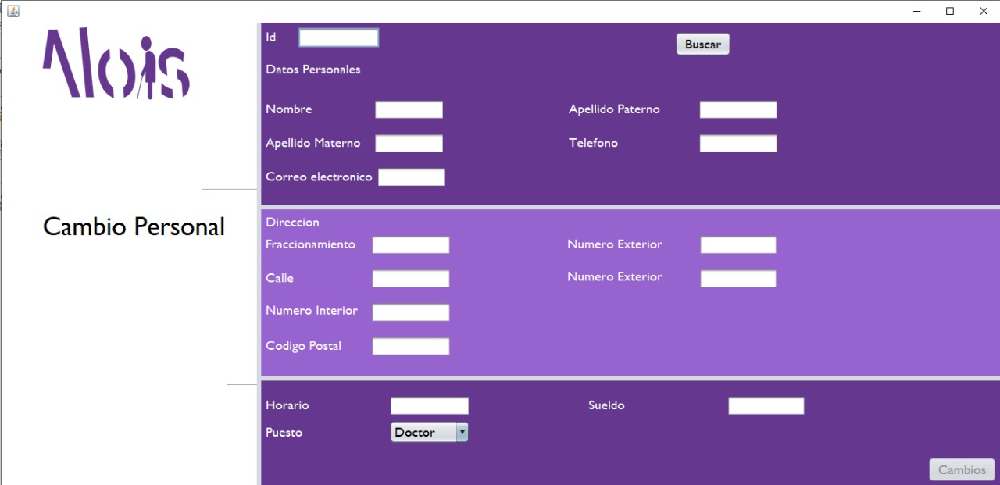 Alois
Id
Buscar
Datos Personales
Nombre
Apellido Paterno
Apellido Materno
Telefono
Correo electronico
Cambio Personal
Direccion
Fraccionamiento
Numero Exterior
Calle
Numero Exterior
Numero Interior
Codigo Postal
Horario
Sueldo
Puesto
Doctor
Cambios